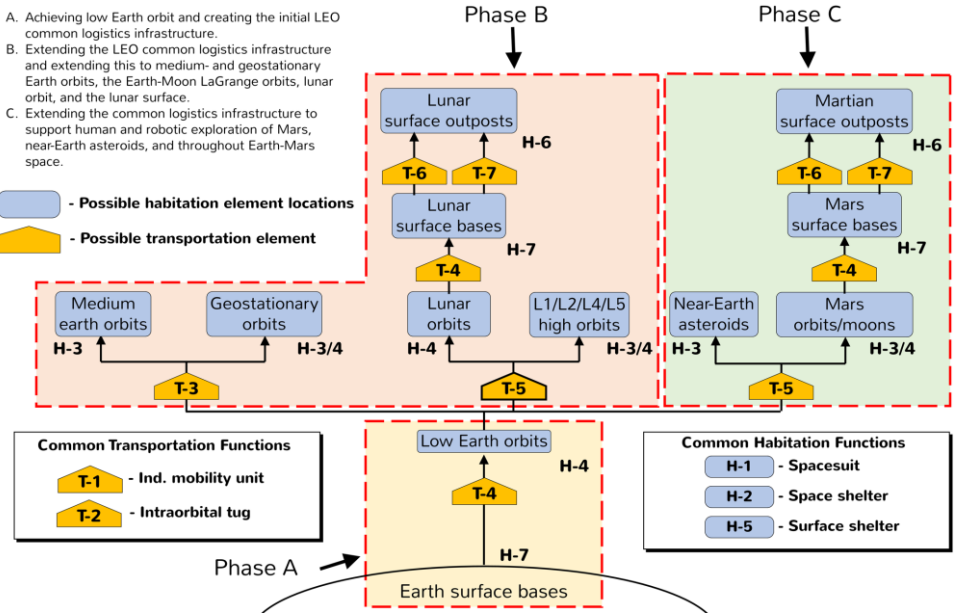 A. Achieving low Earth orbit and creating the initial LEO
common logistics infrastructure.
B. Extending the LEO common logistics infrastructure
and extending this to medium- and geostationary
Earth orbits, the Earth-Moon LaGrange orbits, lunar
orbit, and the lunar surface.
C. Extending the common logistics infrastructure to
support human and robotic exploration of Mars,
near-Earth asteroids, and throughout Earth-Mars
space.
- Possible habitation element locations
- Possible transportation element
Phase B
Lunar
surface outposts
H-6
T-6
T-7
Lunar
surface bases
H-7
T-4
Medium
earth orbits
H-3
Geostationary
orbits
H-3/4
Lunar
orbits
H-4
L1/L2/L4/L5
high orbits
H-3/4
T-3
T-5
Phase C
Martian
surface outposts
H-6
T-6
T-7
Mars
surface bases
H-7
T-4
Near-Earth
asteroids
H-3
Mars
orbits/moons
H-3/4
T-5
Common Transportation Functions
T-1 - Ind. mobility unit
T-2 - Intraorbital tug
Low Earth orbits
H-4
T-4
H-7
Earth surface bases
Phase A
Common Habitation Functions
H-1 - Spacesuit
H-2 - Space shelter
H-5 - Surface shelter